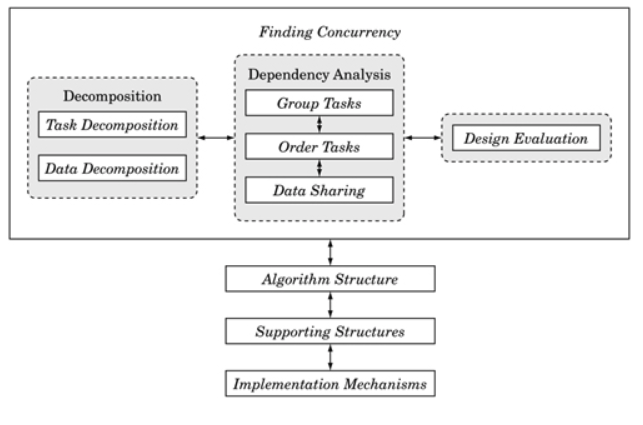 Finding Concurrency
Decomposition
Task Decomposition
Data Decomposition
Dependency Analysis
Group Tasks
Order Tasks
Data Sharing
Design Evaluation
Algorithm Structure
Supporting Structures
Implementation Mechanisms